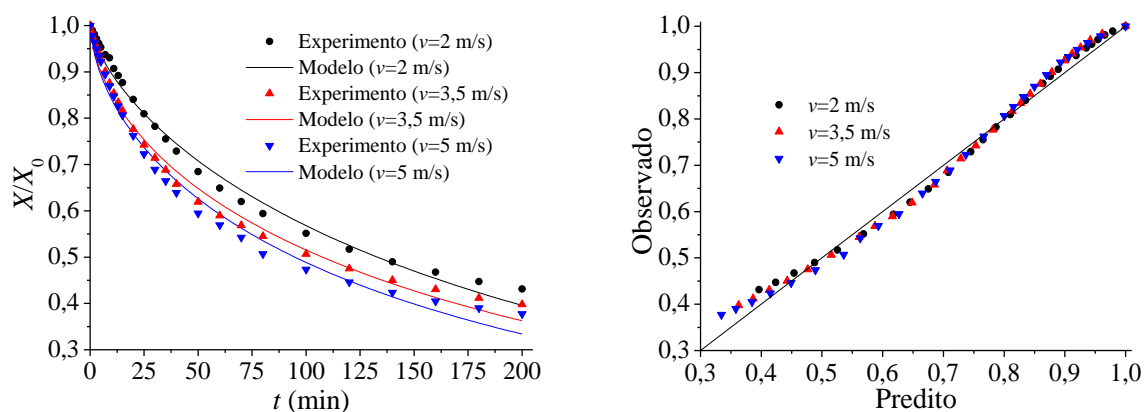 1,0
0,9
0,8
0,7
0,6
0,5
0,4
0,3
X/X0
0 25 50 75 100 125 150 175 200
t (min)
Experimento (v=2 m/s)
Modelo (v=2 m/s)
Experimento (v=3,5 m/s)
Modelo (v=3,5 m/s)
Experimento (v=5 m/s)
Modelo (v=5 m/s)
1,0
0,9
0,8
0,7
0,6
0,5
0,4
0,3
Observado
0,3 0,4 0,5 0,6 0,7 0,8 0,9 1,0
Predito
v=2 m/s
v=3,5 m/s
v=5 m/s